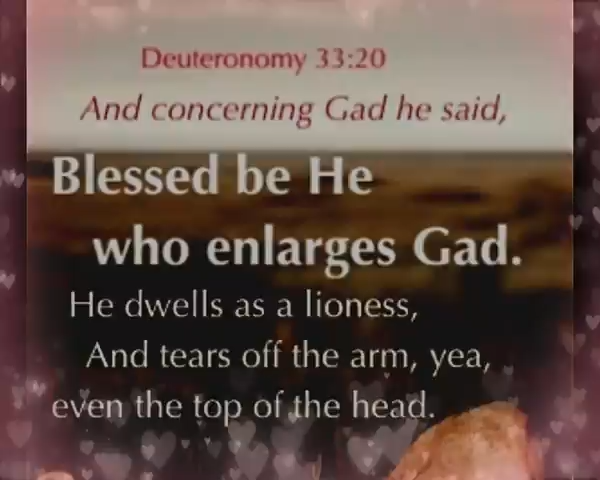 Deuteronomy 33:20
And concerning Gad he said,
Blessed be He
who enlarges Gad.
He dwells as a lioness,
And tears off the arm, yea,
even the top of the head.